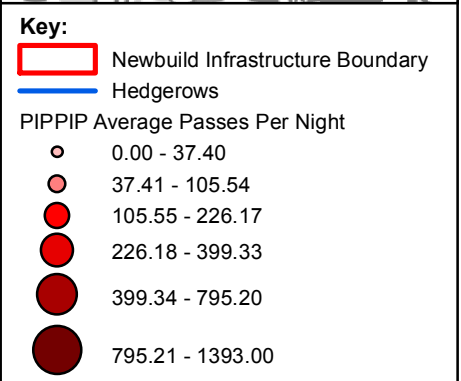 Key:
Newbuild Infrastructure Boundary
Hedgerows
PIPPIP Average Passes Per Night
0.00 - 37.40
37.41 - 105.54
105.55 - 226.17
226.18 - 399.33
399.34 - 795.20
795.21 - 1393.00